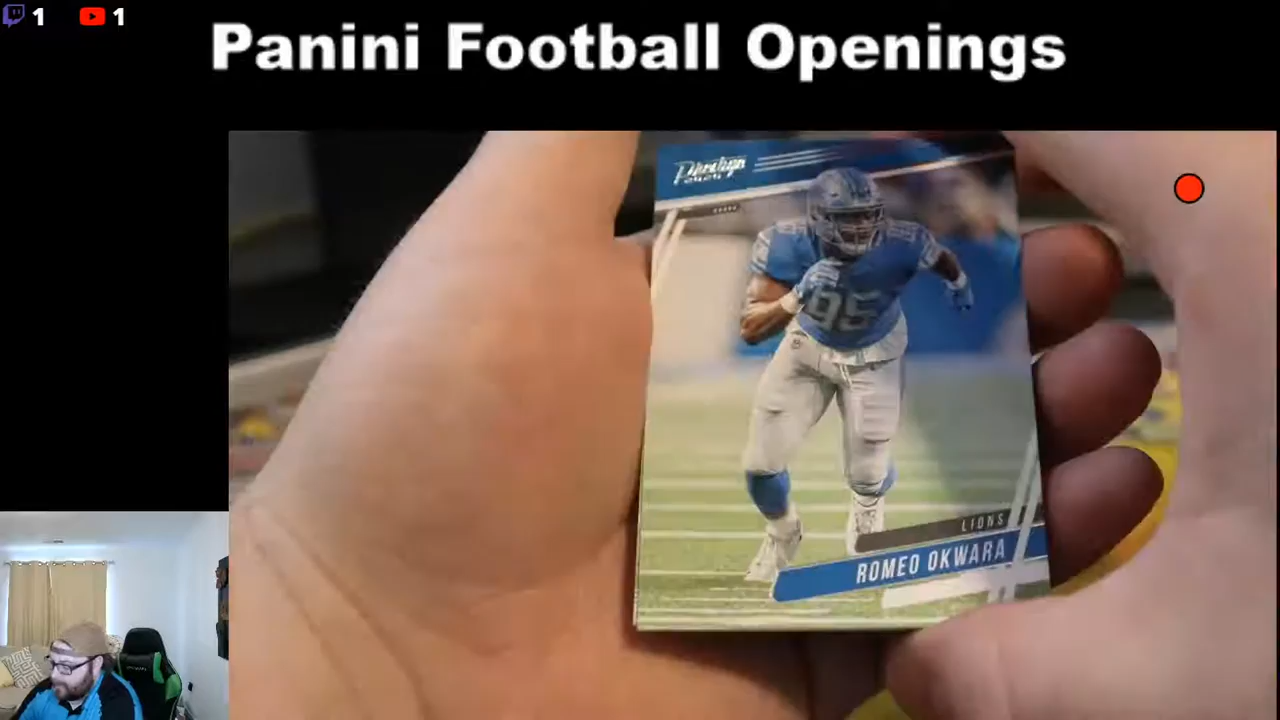 1 1
Panini Football Openings
Prestige
95
LIONS
ROMEO OKWARA